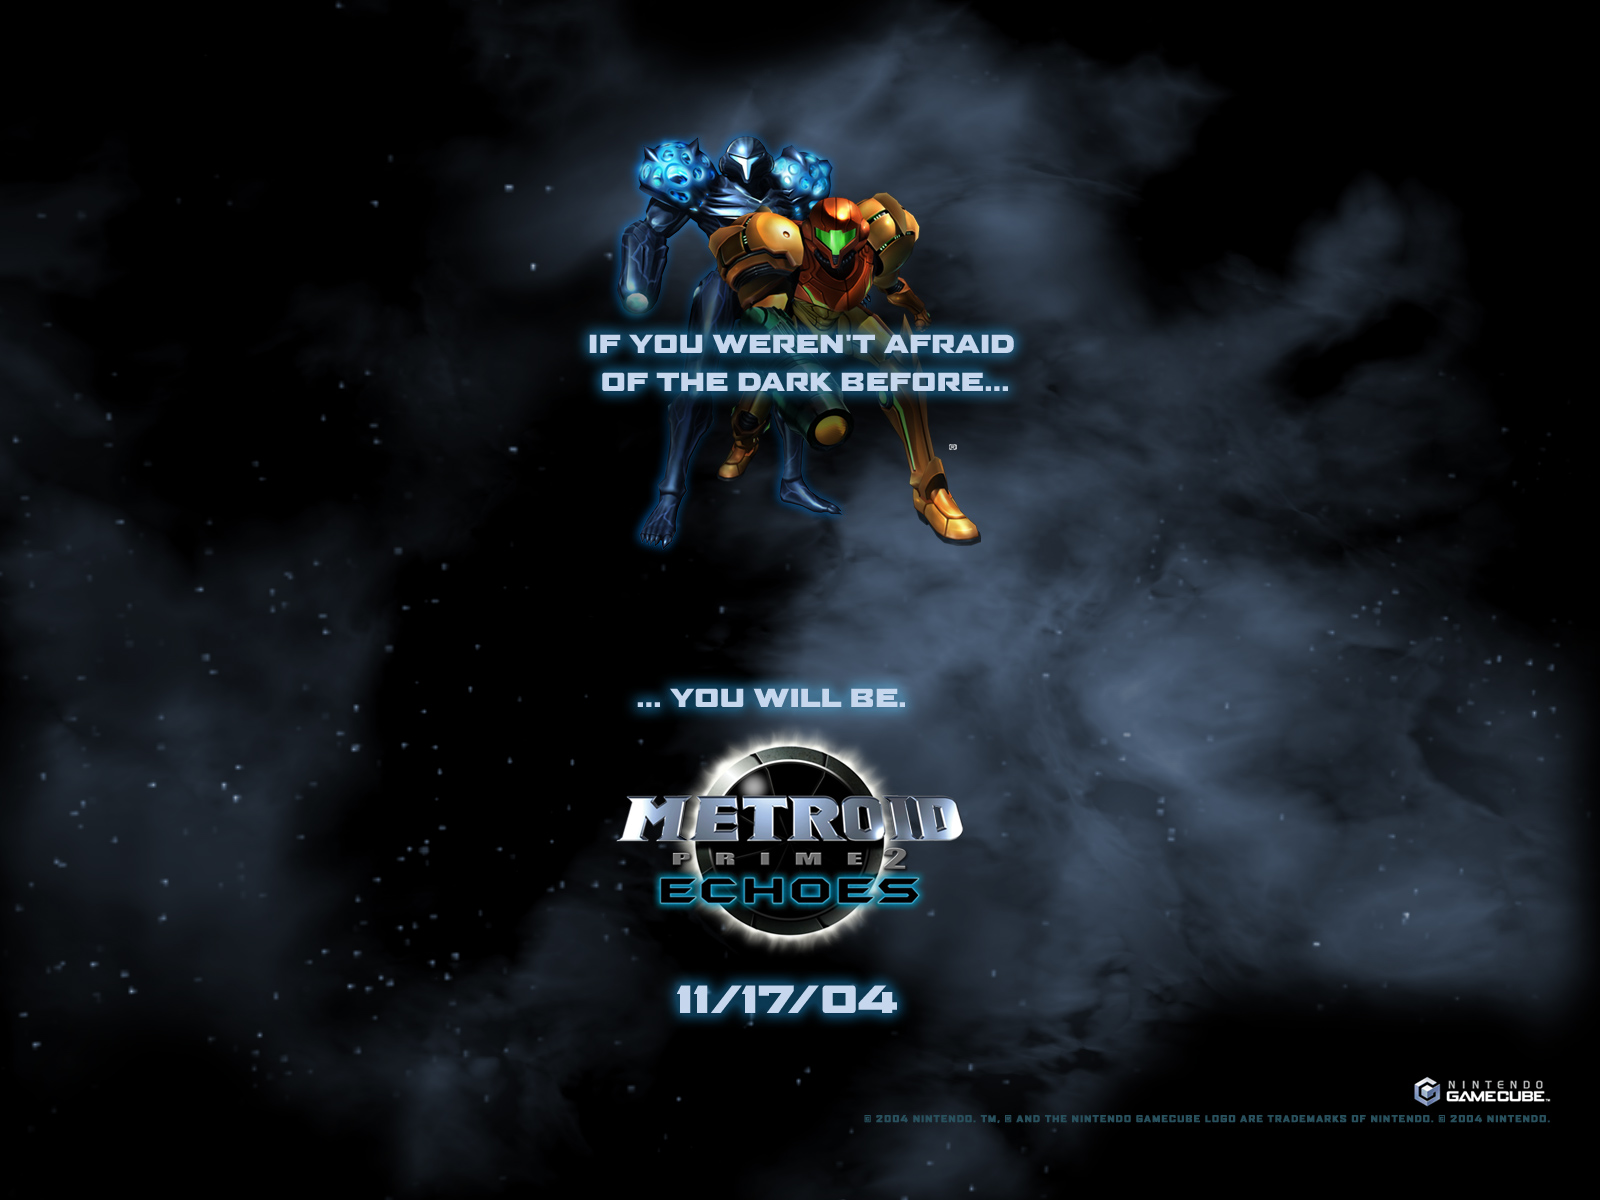 IF YOU WEREN'T AFRAID
OF THE DARK BEFORE...
... YOU WILL BE.
METROID
PRIME 2
ECHOES
11/17/04
NINTENDO
GAMECUBE™
© 2004 NINTENDO. TM, ® AND THE NINTENDO GAMECUBE LOGO ARE TRADEMARKS OF NINTENDO. © 2004 NINTENDO.